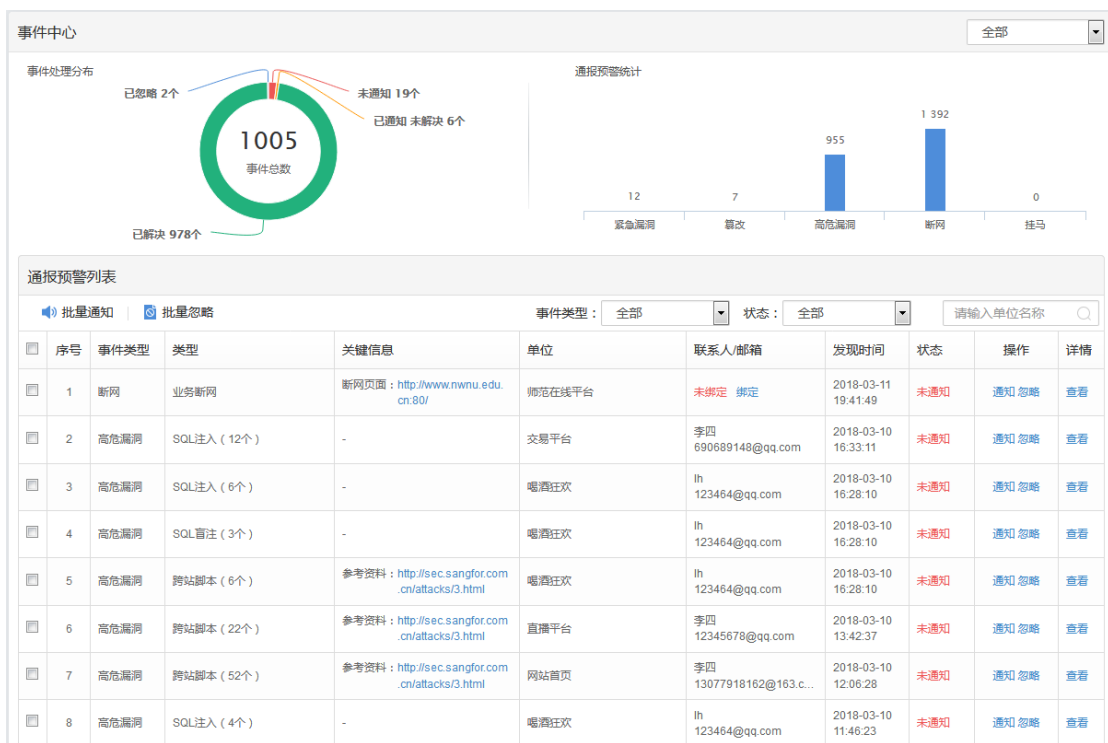 事件中心
全部
事件处理分布
通报预警统计
已忽略 2个
未通知 19个
已通知 未解决 6个
1005
事件总数
已解决 978个
12
7
955
1 392
0
紧急漏洞
篡改
高危漏洞
断网
挂马
通报预警列表
批量通知 批量忽略 事件类型： 全部 状态： 全部 请输入单位名称
序号 事件类型 类型 关键信息 单位 联系人/邮箱 发现时间 状态 操作 详情
1 断网 业务断网 断网页面：http://www.nwnu.edu. 师范在线平台 未绑定 绑定 2018-03-11 未通知 通知 忽略 查看
cn:80/ 19:41:49
2 高危漏洞 SQL注入（12个） - 交易平台 李四 2018-03-10 未通知 通知 忽略 查看
690689148@qq.com 16:33:11
3 高危漏洞 SQL注入（6个） - 喝酒狂欢 lh 2018-03-10 未通知 通知 忽略 查看
123464@qq.com 16:28:10
4 高危漏洞 SQL盲注（3个） - 喝酒狂欢 lh 2018-03-10 未通知 通知 忽略 查看
123464@qq.com 16:28:10
5 高危漏洞 跨站脚本（6个） 参考资料：http://sec.sangfor.com 喝酒狂欢 lh 2018-03-10 未通知 通知 忽略 查看
.cn/attacks/3.html 123464@qq.com 16:28:10
6 高危漏洞 跨站脚本（22个） 参考资料：http://sec.sangfor.com 直播平台 李四 2018-03-10 未通知 通知 忽略 查看
.cn/attacks/3.html 12345678@qq.com 13:42:37
7 高危漏洞 跨站脚本（52个） 参考资料：http://sec.sangfor.com 网站首页 李四 2018-03-10 未通知 通知 忽略 查看
.cn/attacks/3.html 13077918162@163.c... 12:06:28
8 高危漏洞 SQL注入（4个） - 喝酒狂欢 lh 2018-03-10 未通知 通知 忽略 查看
123464@qq.com 11:46:23